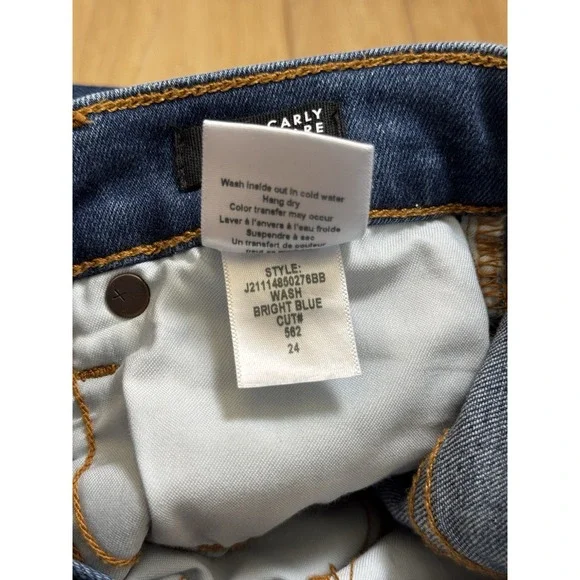 CARLY
Wash inside out in cold water
Hang dry
Color transfer may occur
Laver à l'envers à l'eau froide
Suspendre à sec
Un transfert de couleur
STYLE:
J21114850276BB
WASH
BRIGHT BLUE
CUT#
562
24